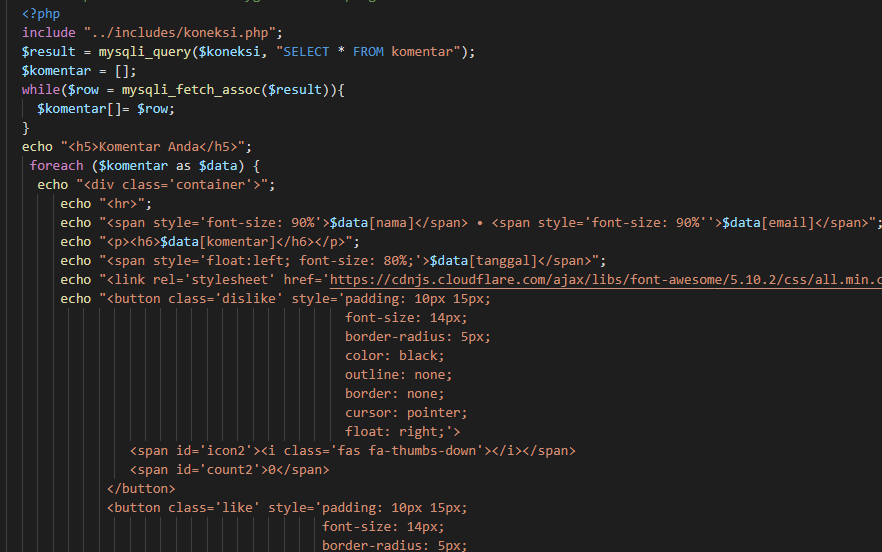 <?php
include "../includes/koneksi.php";
$result = mysqli_query($koneksi, "SELECT * FROM komentar");
$komentar = [];
while($row = mysqli_fetch_assoc($result)){
$komentar[]= $row;
}
echo "<h5>Komentar Anda</h5>";
foreach ($komentar as $data) {
echo "<div class='container'>";
echo "<hr>";
echo "<span style='font-size: 90%'>$data[nama]</span> • <span style='font-size: 90%''>$data[email]</span>";
echo "<p><h6>$data[komentar]</h6></p>";
echo "<span style='float:left; font-size: 80%;'>$data[tanggal]</span>";
echo "<link rel='stylesheet' href='https://cdnjs.cloudflare.com/ajax/libs/font-awesome/5.10.2/css/all.min.c
echo "<button class='dislike' style='padding: 10px 15px;
font-size: 14px;
border-radius: 5px;
color: black;
outline: none;
border: none;
cursor: pointer;
float: right;'>
<span id='icon2'><i class='fas fa-thumbs-down'></i></span>
<span id='count2'>0</span>
</button>
<button class='like' style='padding: 10px 15px;
font-size: 14px;
border-radius: 5px;